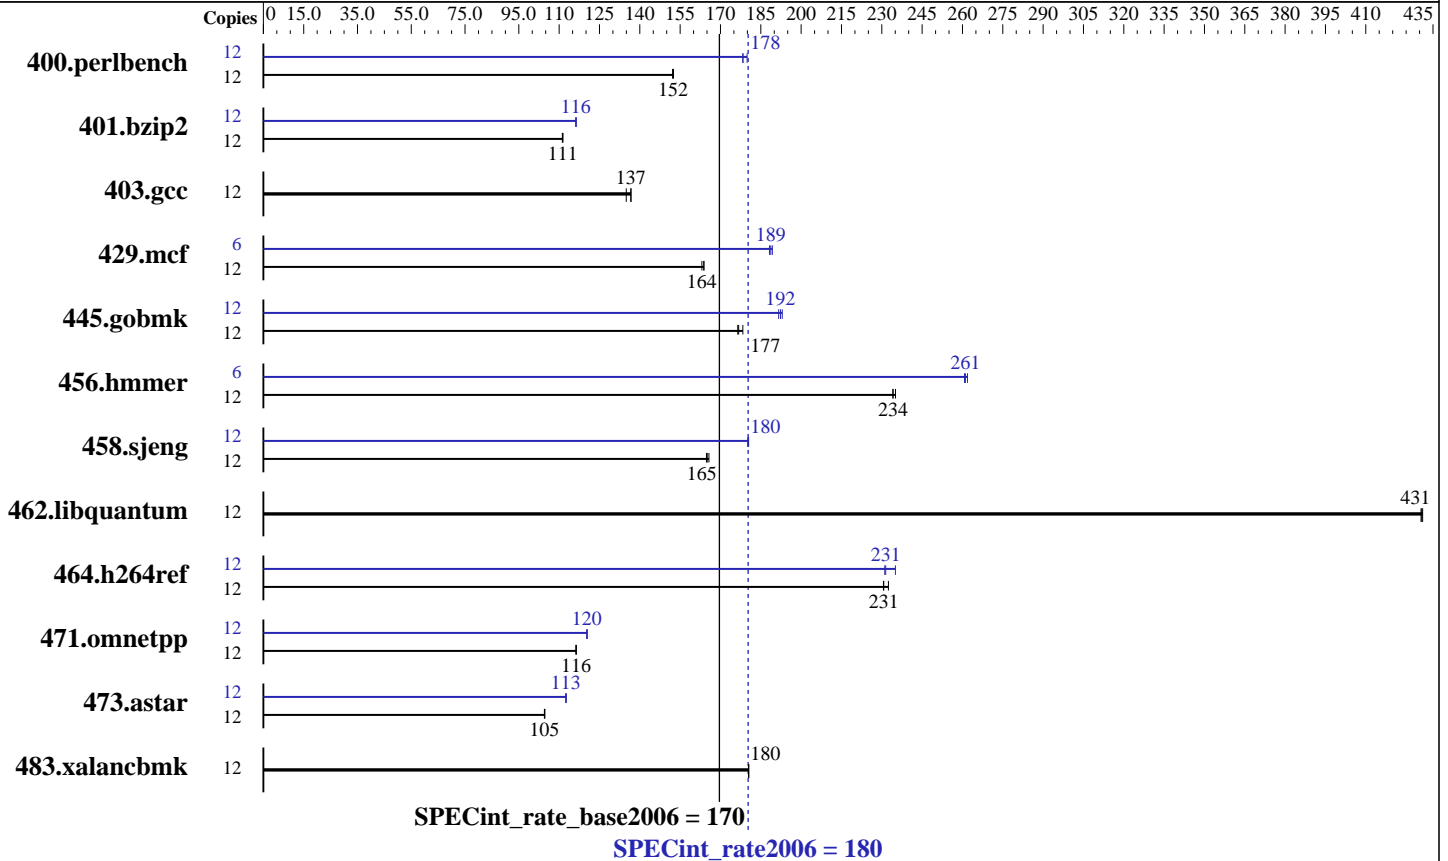 Copies 0 15.0 35.0 55.0 75.0 95.0 110 125 140 155 170 185 200 215 230 245 260 275 290 305 320 335 350 365 380 395 410 435
400.perlbench 12 178
12 152
401.bzip2 12 116
12 111
403.gcc 12 137
429.mcf 6 189
12 164
445.gobmk 12 192
12 177
456.hmmer 6 261
12 234
458.sjeng 12 180
12 165
462.libquantum 12 431
464.h264ref 12 231
12 231
471.omnetpp 12 120
12 116
473.astar 12 113
12 105
483.xalancbmk 12 180
SPECint_rate_base2006 = 170
SPECint_rate2006 = 180